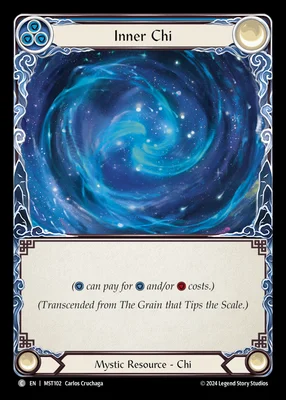 Inner Chi
( can pay for and/or costs.)
(Transcended from The Grain that Tips the Scale.)
Mystic Resource - Chi
C EN | MST102 Carlos Cruchaga
© 2024 Legend Story Studios